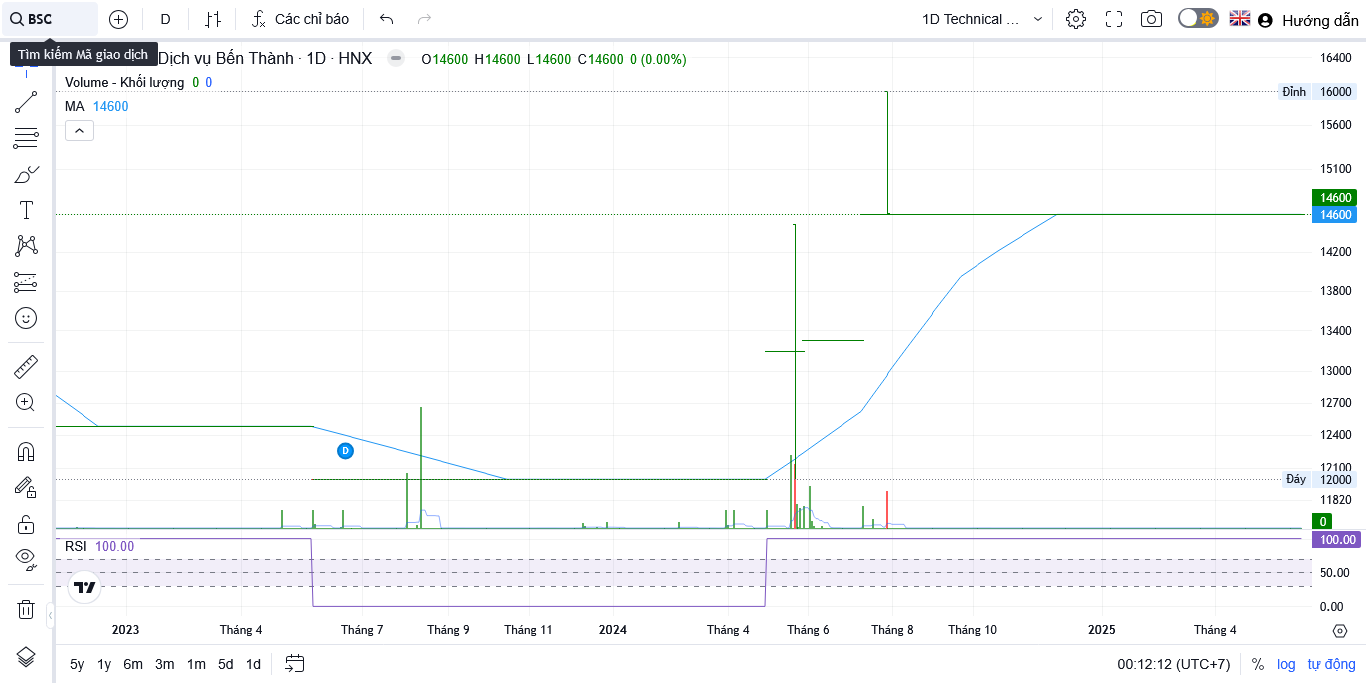 BSC
D
Các chỉ báo
1D Technical ...
Hướng dẫn
Tìm kiếm Mã giao dịch
Dịch vụ Bến Thành · 1D · HNX
O14600 H14600 L14600 C14600 0 (0.00%)
Volume - Khối lượng 0 0
MA 14600
16400
Đỉnh 16000
15600
15100
14600
14600
14200
13800
13400
13000
12700
12400
12100
Đáy 12000
11820
0
D
RSI 100.00
100.00
50.00
0.00
2023 Tháng 4 Tháng 7 Tháng 9 Tháng 11 2024 Tháng 4 Tháng 6 Tháng 8 Tháng 10 2025 Tháng 4
5y 1y 6m 3m 1m 5d 1d
00:12:12 (UTC+7) % log tự động